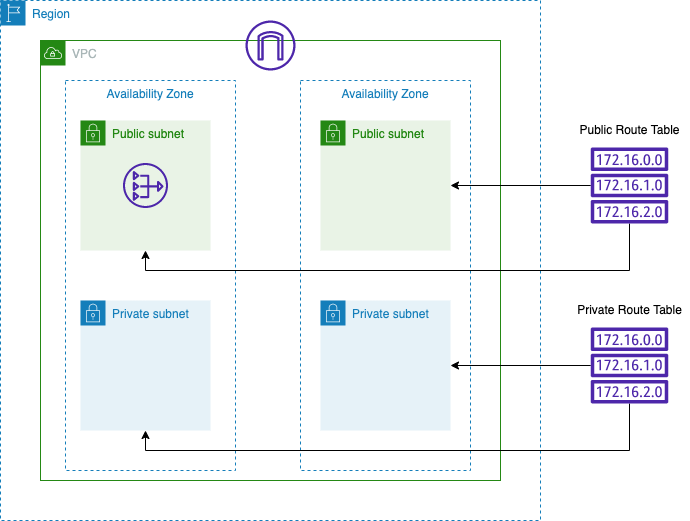 Region
VPC
Availability Zone
Availability Zone
Public subnet
Public subnet
Public Route Table
172.16.0.0
172.16.1.0
172.16.2.0
Private subnet
Private subnet
Private Route Table
172.16.0.0
172.16.1.0
172.16.2.0